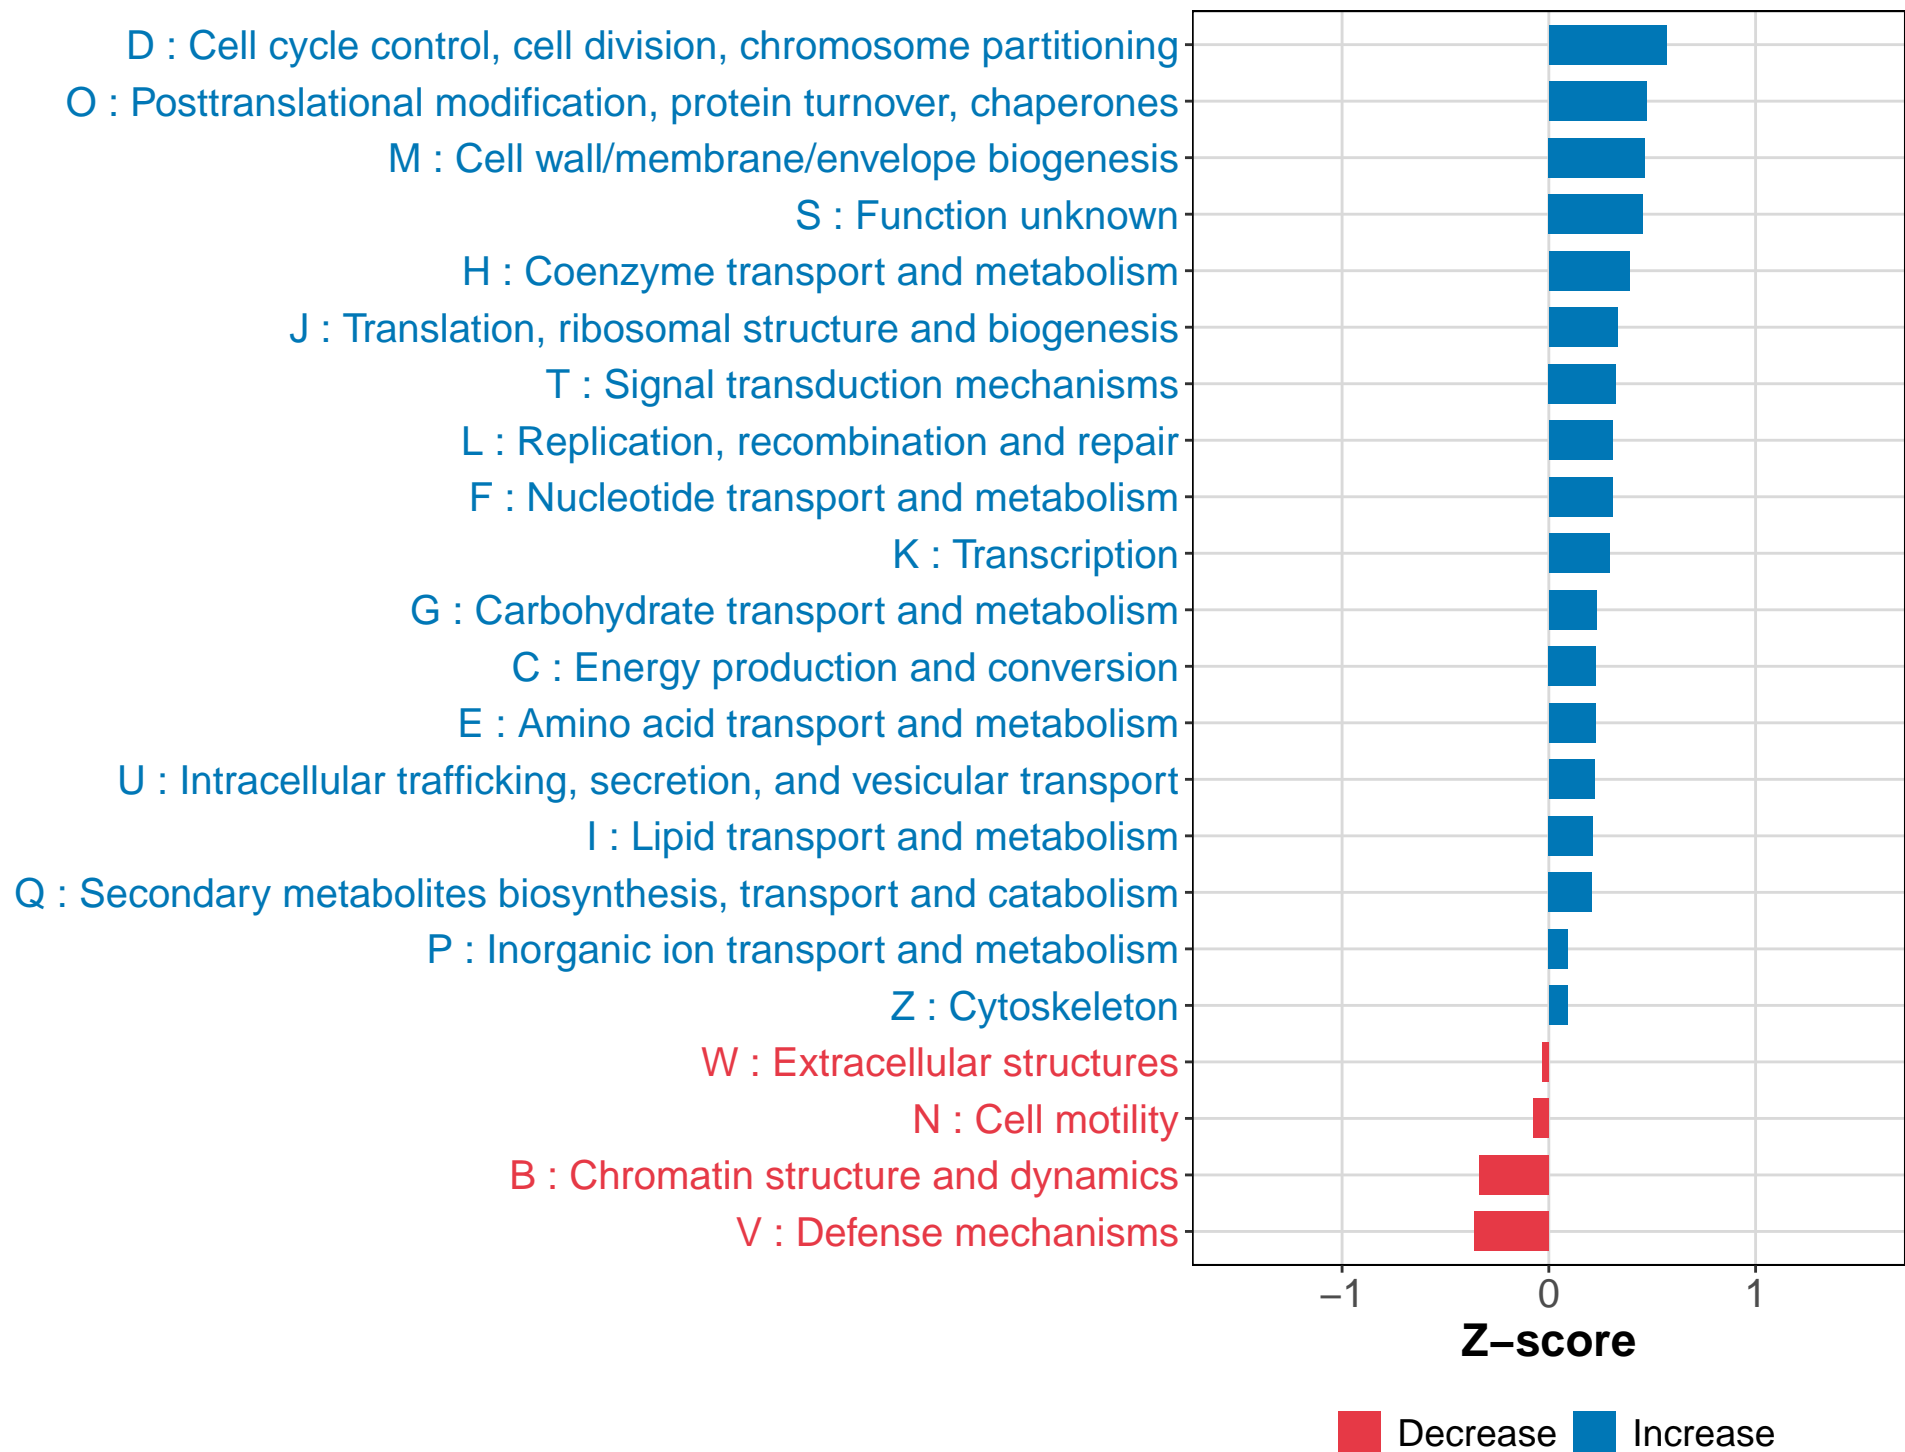 D : Cell cycle control, cell division, chromosome partitioning
O : Posttranslational modification, protein turnover, chaperones
M : Cell wall/membrane/envelope biogenesis
S : Function unknown
H : Coenzyme transport and metabolism
J : Translation, ribosomal structure and biogenesis
T : Signal transduction mechanisms
L : Replication, recombination and repair
F : Nucleotide transport and metabolism
K : Transcription
G : Carbohydrate transport and metabolism
C : Energy production and conversion
E : Amino acid transport and metabolism
U : Intracellular trafficking, secretion, and vesicular transport
I : Lipid transport and metabolism
Q : Secondary metabolites biosynthesis, transport and catabolism
P : Inorganic ion transport and metabolism
Z : Cytoskeleton
W : Extracellular structures
N : Cell motility
B : Chromatin structure and dynamics
V : Defense mechanisms
−1 0 1
Z−score
Decrease Increase